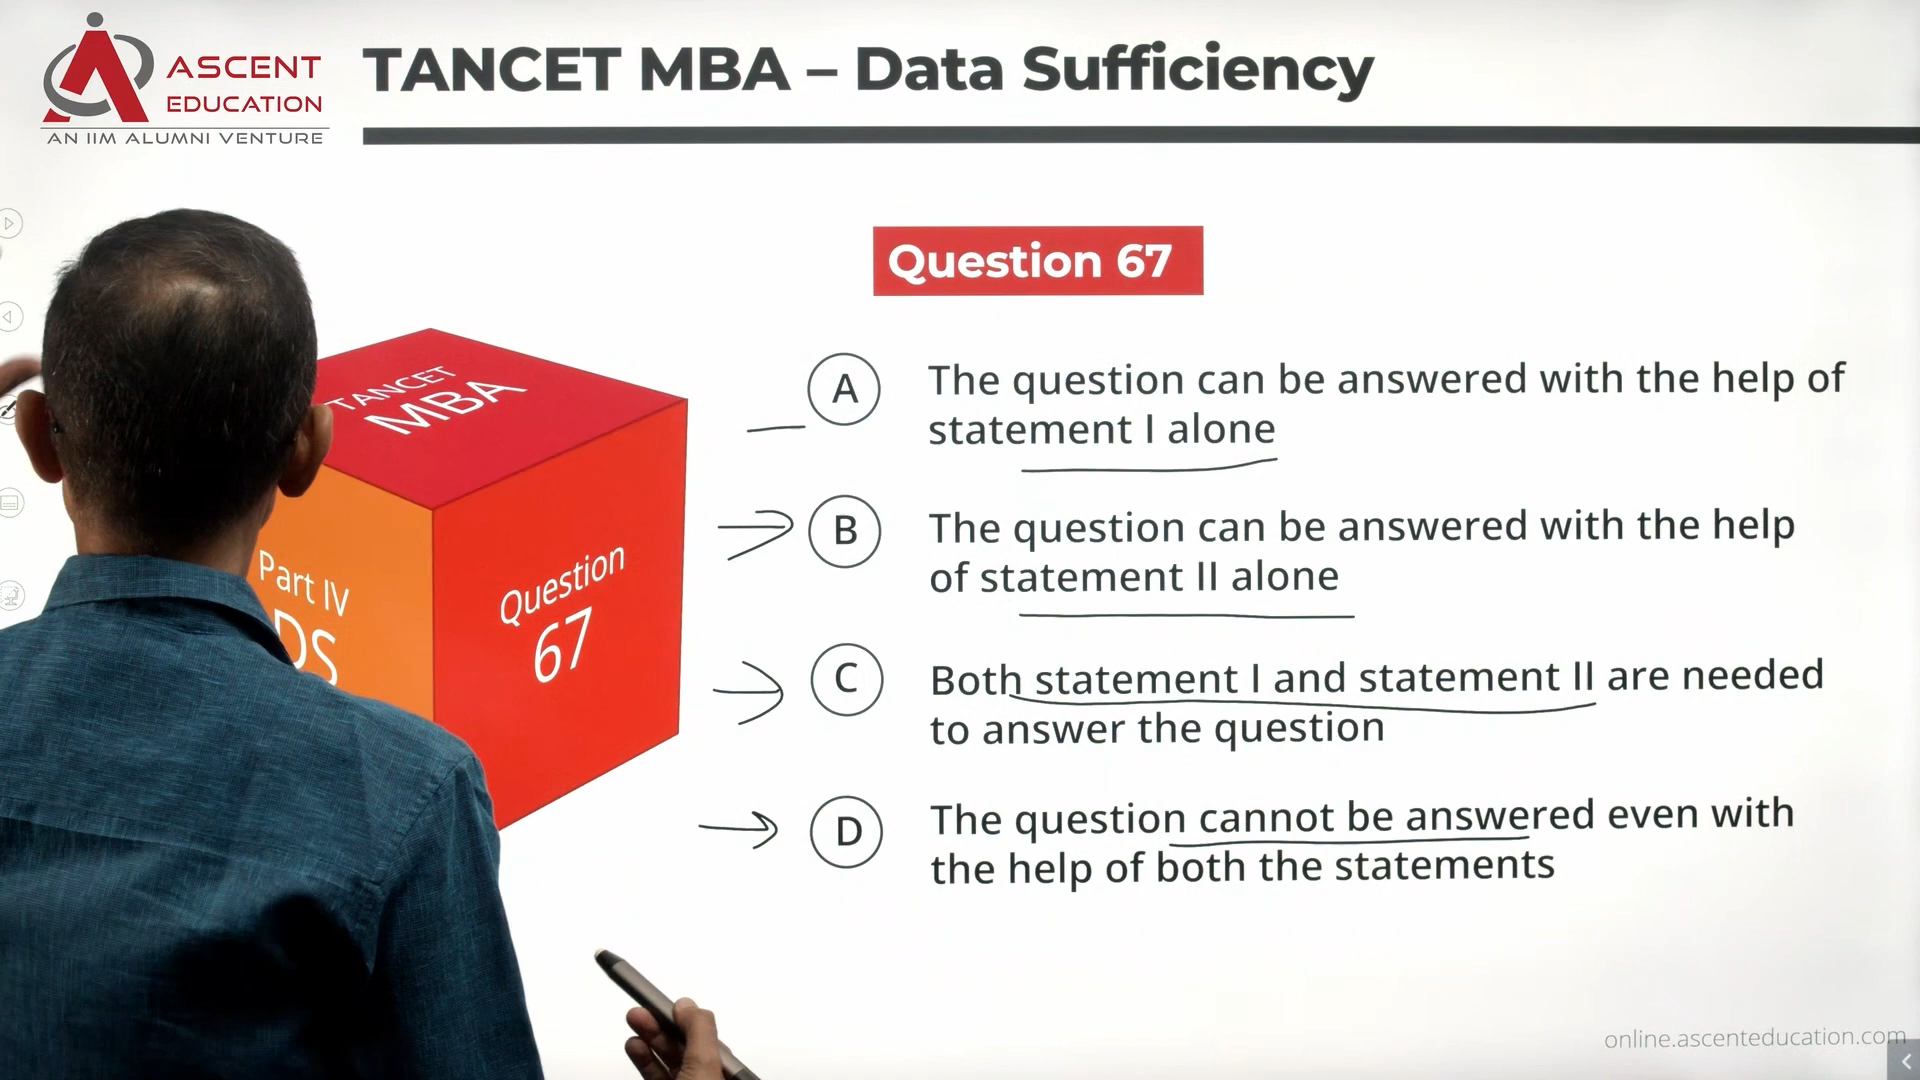 ASCENT
EDUCATION
AN IIM ALUMNI VENTURE
TANCET MBA – Data Sufficiency
Question 67
TANCET
MBA
Part IV
DS
Question
67
A
The question can be answered with the help of
statement I alone
B
The question can be answered with the help
of statement II alone
C
Both statement I and statement II are needed
to answer the question
D
The question cannot be answered even with
the help of both the statements
online.ascenteducation.com